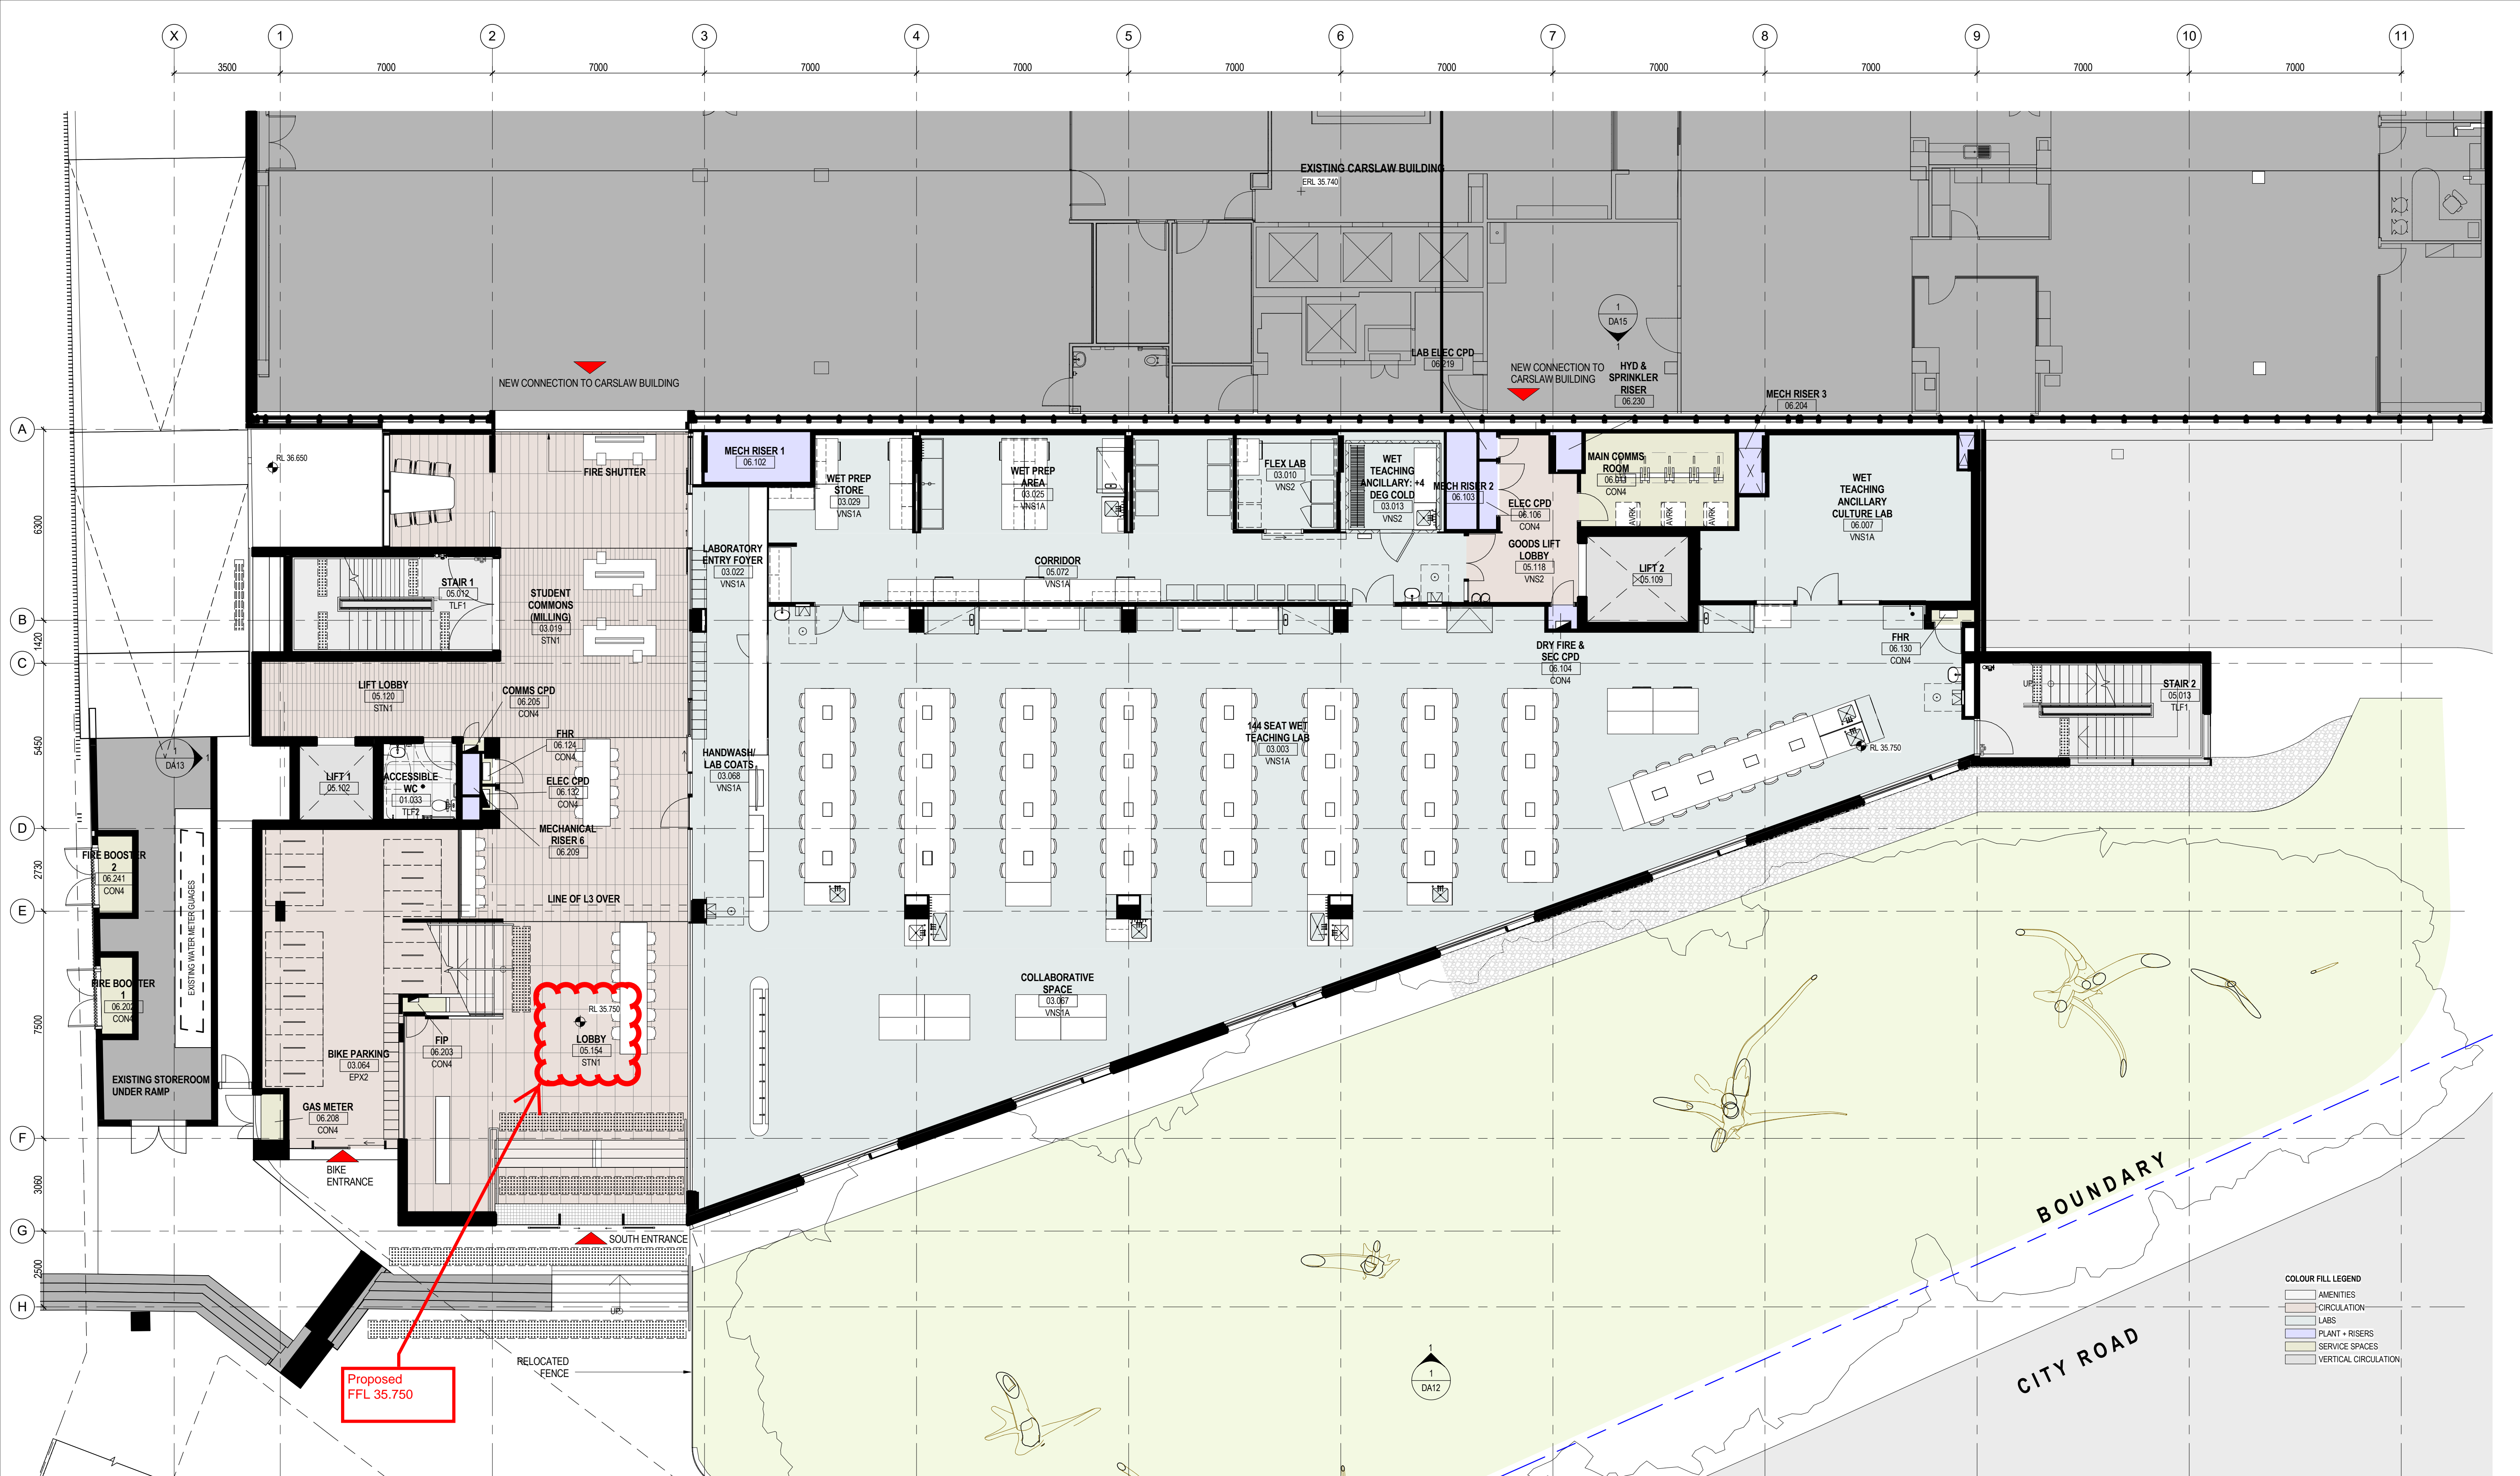 X
1
2
3
4
5
6
7
8
9
10
11
3500
7000
7000
7000
7000
7000
7000
7000
7000
7000
7000
EXISTING CARSLAW BUILDING
ERL 35.740
1
DA15
1
NEW CONNECTION TO CARSLAW BUILDING
LAB ELEC CPD
06.219
NEW CONNECTION TO
CARSLAW BUILDING
HYD &
SPRINKLER
RISER
06.230
MECH RISER 3
06.204
A
6300
B
1420
C
5450
D
2730
E
7500
F
3060
G
2500
H
RL 36.650
FIRE SHUTTER
MECH RISER 1
06.102
WET PREP
STORE
03.029
VNS1A
WET PREP
AREA
03.025
VNS1A
FLEX LAB
03.010
VNS2
WET
TEACHING
ANCILLARY: +4
DEG COLD
03.013
VNS2
MECH RISER 2
06.103
ELEC CPD
06.106
CON4
MAIN COMMS
ROOM
06.013
CON4
AVRK
AVRK
AVRK
WET
TEACHING
ANCILLARY
CULTURE LAB
06.007
VNS1A
LABORATORY
ENTRY FOYER
03.022
VNS1A
CORRIDOR
05.072
VNS1A
GOODS LIFT
LOBBY
05.118
VNS2
LIFT 2
05.109
STAIR 1
05.012
TLF1
STUDENT
COMMONS
(MILLING)
03.019
STN1
DRY FIRE &
SEC CPD
06.104
CON4
FHR
06.130
CON4
LIFT LOBBY
05.120
STN1
COMMS CPD
06.205
CON4
UP
STAIR 2
05.013
TLF1
144 SEAT WET
TEACHING LAB
03.003
VNS1A
RL 35.750
1
DA13
1
FHR
06.124
CON4
HANDWASH/
LAB COATS
03.068
VNS1A
LIFT 1
05.102
ACCESSIBLE
WC
01.033
TLF2
ELEC CPD
06.132
CON4
MECHANICAL
RISER 6
06.209
FIRE BOOSTER
2
06.241
CON4
EXISTING WATER METER GUAGES
LINE OF L3 OVER
FIRE BOOSTER
1
06.202
CON4
COLLABORATIVE
SPACE
03.067
VNS1A
RL 35.750
LOBBY
05.154
STN1
FIP
06.203
CON4
BIKE PARKING
03.064
EPX2
EXISTING STOREROOM
UNDER RAMP
GAS METER
06.208
CON4
BIKE
ENTRANCE
SOUTH ENTRANCE
UP
RELOCATED
FENCE
Proposed
FFL 35.750
1
1
DA12
BOUNDARY
CITY ROAD
COLOUR FILL LEGEND
AMENITIES
CIRCULATION
LABS
PLANT + RISERS
SERVICE SPACES
VERTICAL CIRCULATION